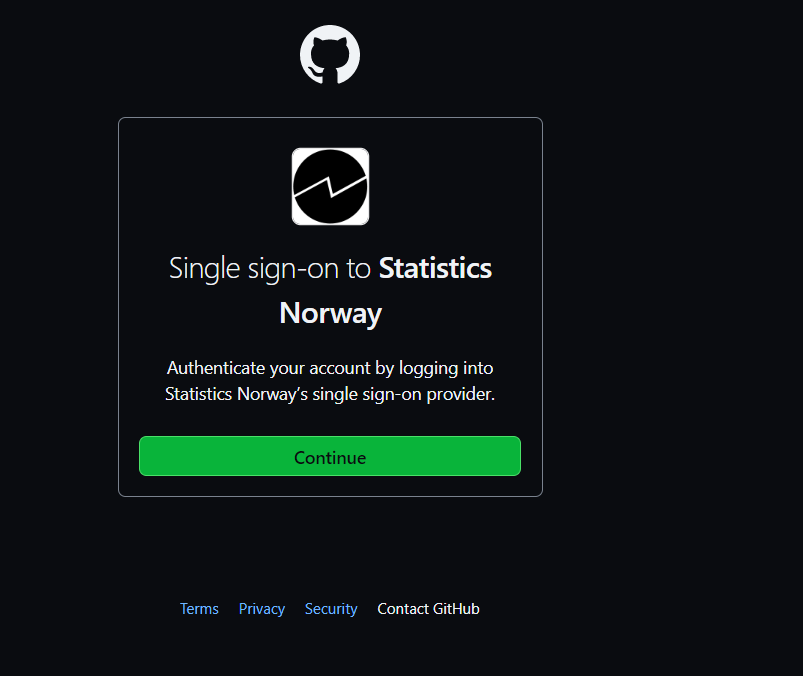 Single sign-on to Statistics
Norway
Authenticate your account by logging into
Statistics Norway’s single sign-on provider.
Continue
Terms Privacy Security Contact GitHub